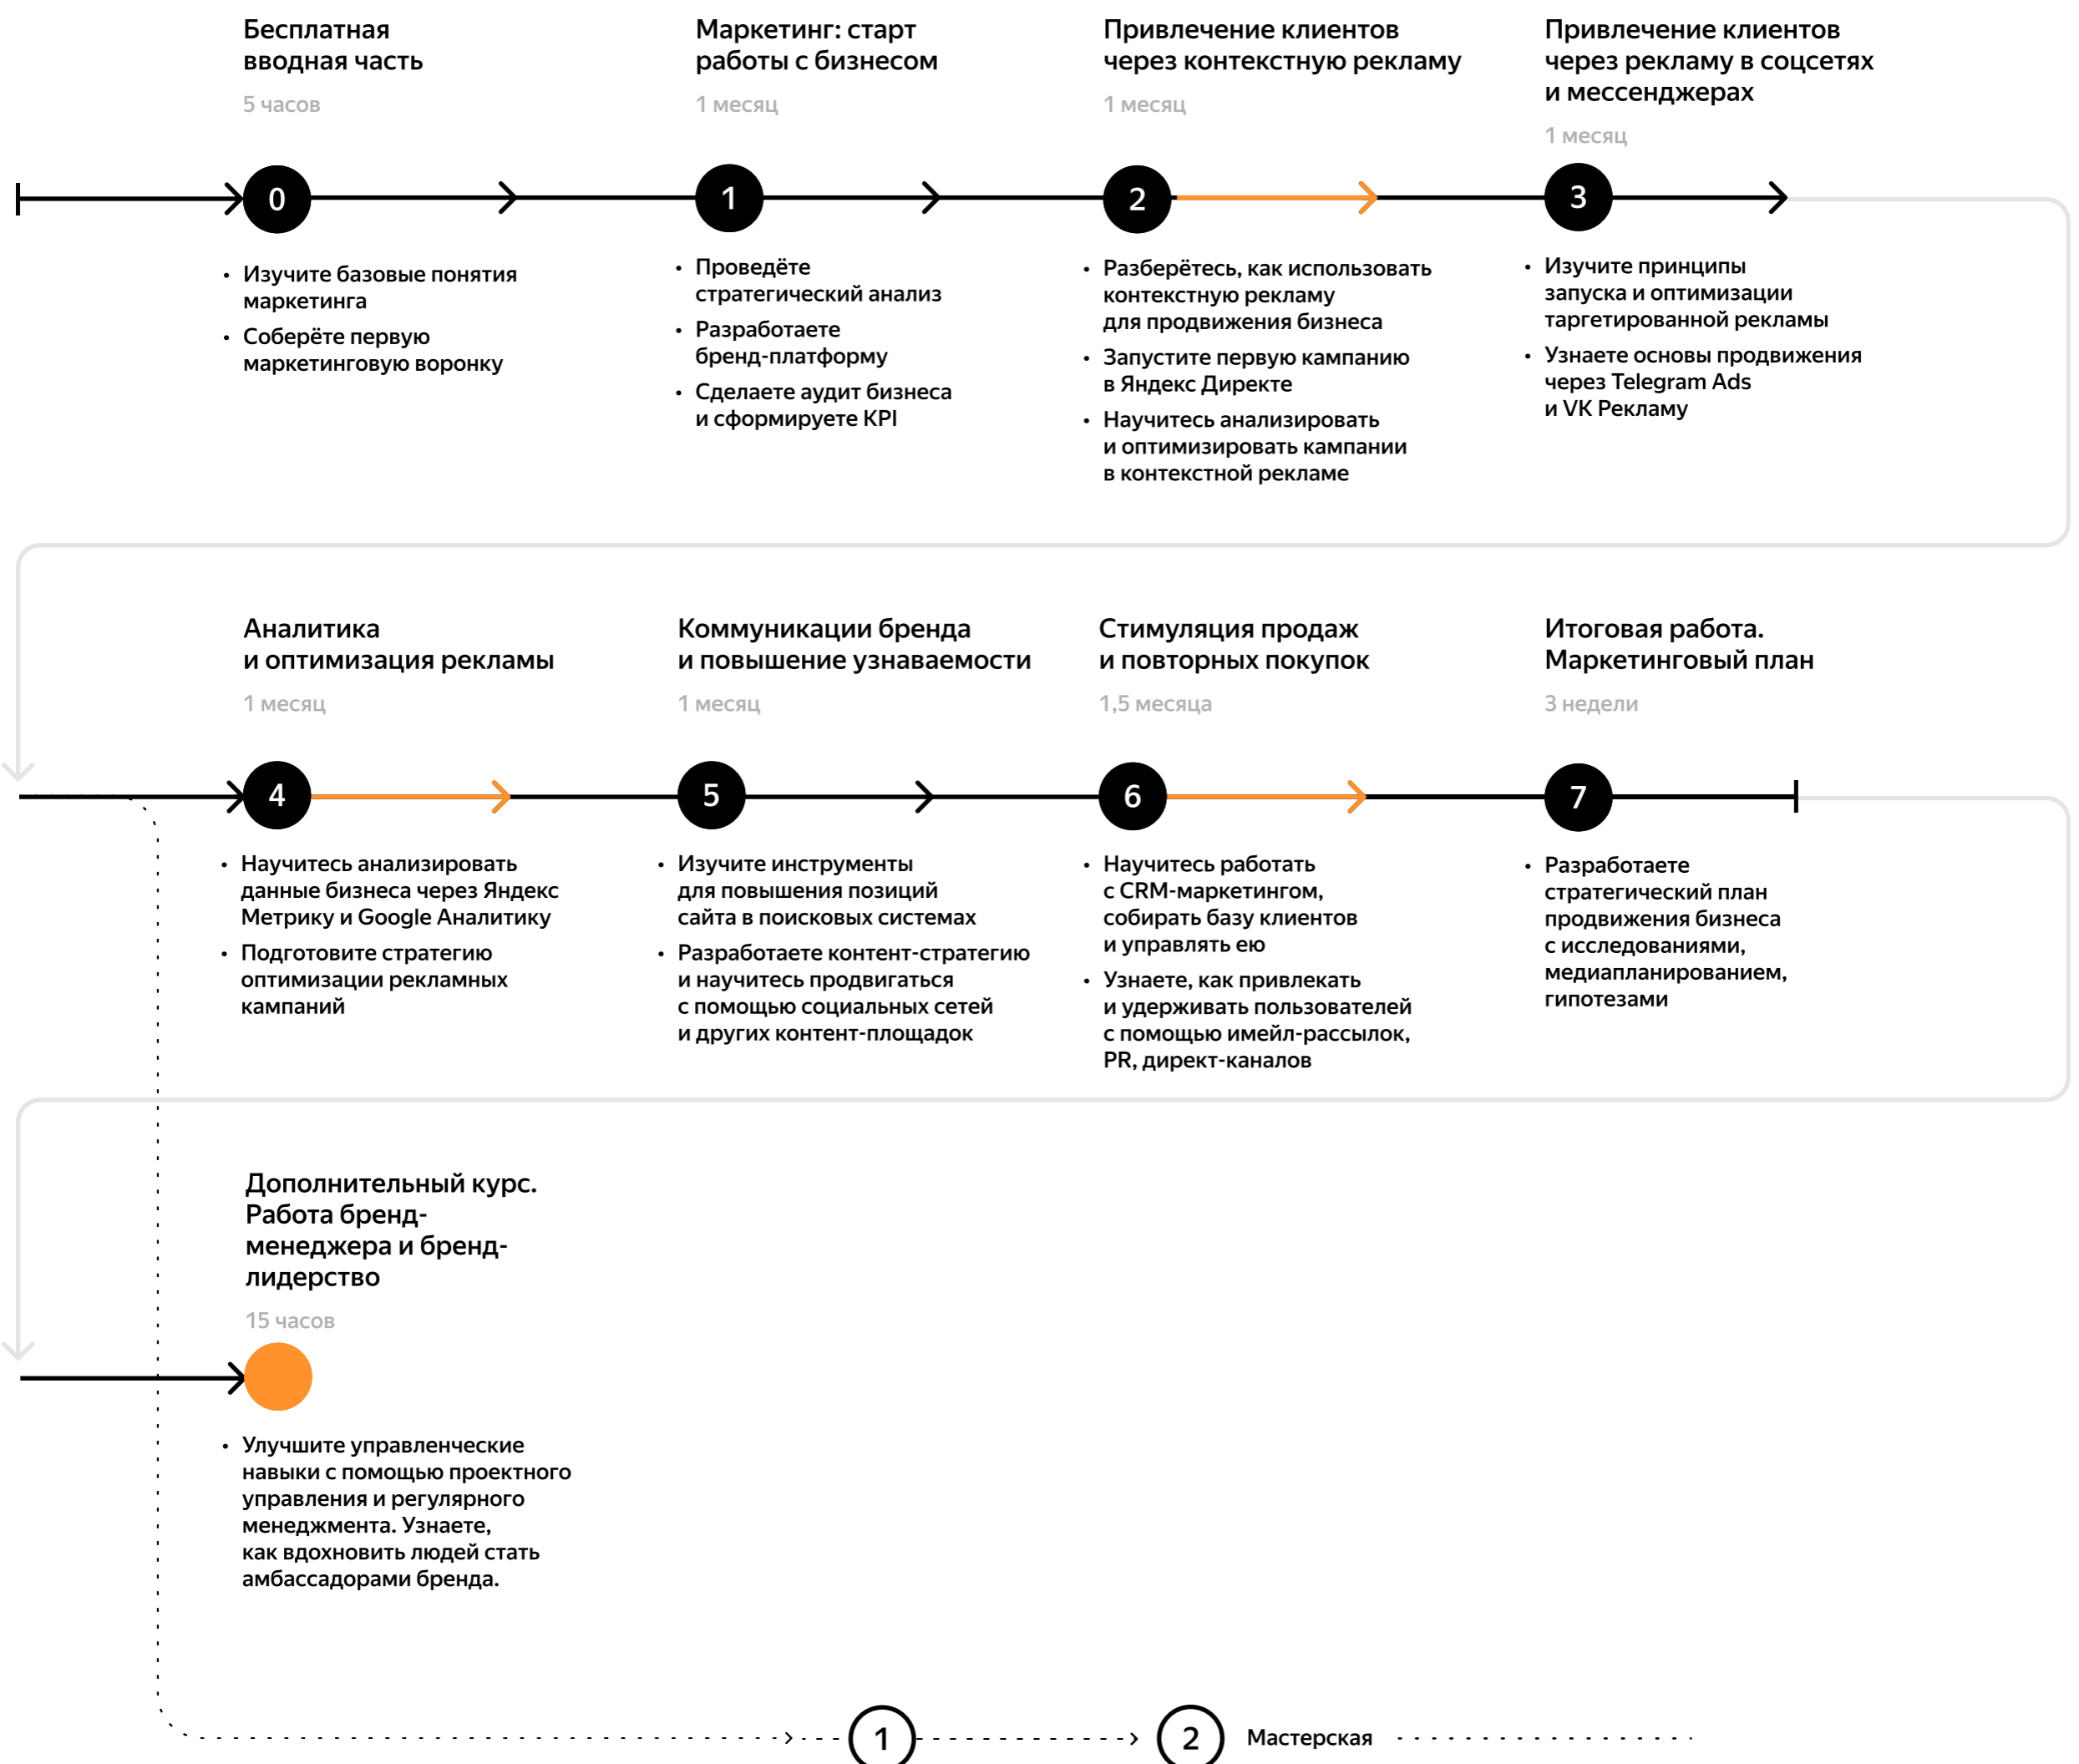 Бесплатная
вводная часть
5 часов
0
• Изучите базовые понятия
маркетинга
• Соберёте первую
маркетинговую воронку
Маркетинг: старт
работы с бизнесом
1 месяц
1
• Проведёте
стратегический анализ
• Разработаете
бренд-платформу
• Сделаете аудит бизнеса
и сформируете KPI
Привлечение клиентов
через контекстную рекламу
1 месяц
2
• Разберётесь, как использовать
контекстную рекламу
для продвижения бизнеса
• Запустите первую кампанию
в Яндекс Директе
• Научитесь анализировать
и оптимизировать кампании
в контекстной рекламе
Привлечение клиентов
через рекламу в соцсетях
и мессенджерах
1 месяц
3
• Изучите принципы
запуска и оптимизации
таргетированной рекламы
• Узнаете основы продвижения
через Telegram Ads
и VK Рекламу
Аналитика
и оптимизация рекламы
1 месяц
4
• Научитесь анализировать
данные бизнеса через Яндекс
Метрику и Google Аналитику
• Подготовите стратегию
оптимизации рекламных
кампаний
Коммуникации бренда
и повышение узнаваемости
1 месяц
5
• Изучите инструменты
для повышения позиций
сайта в поисковых системах
• Разработаете контент-стратегию
и научитесь продвигаться
с помощью социальных сетей
и других контент-площадок
Стимуляция продаж
и повторных покупок
1,5 месяца
6
• Научитесь работать
с CRM-маркетингом,
собирать базу клиентов
и управлять ею
• Узнаете, как привлекать
и удерживать пользователей
с помощью имейл-рассылок,
PR, директ-каналов
Итоговая работа.
Маркетинговый план
3 недели
7
• Разработаете
стратегический план
продвижения бизнеса
с исследованиями,
медиапланированием,
гипотезами
Дополнительный курс.
Работа бренд-
менеджера и бренд-
лидерство
15 часов
• Улучшите управленческие
навыки с помощью проектного
управления и регулярного
менеджмента. Узнаете,
как вдохновить людей стать
амбассадорами бренда.
1
2
Мастерская